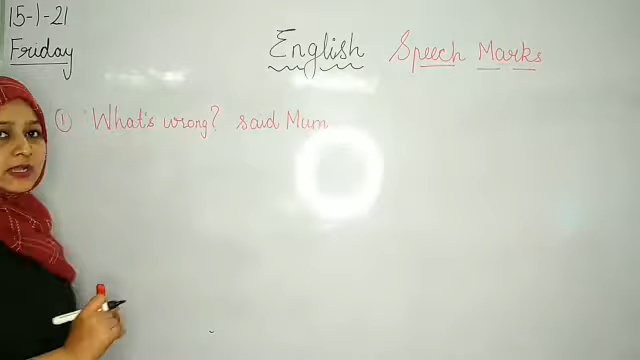 15-1-21
Friday
English Speech Marks
① What's wrong? said Mum